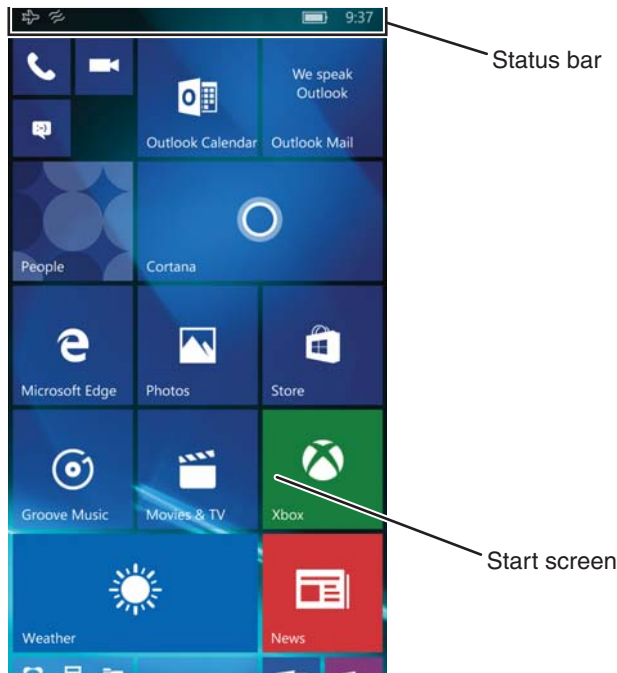 9:37
Status bar
We speak
Outlook
Outlook Calendar
Outlook Mail
People
Cortana
Microsoft Edge
Photos
Store
Groove Music
Movies & TV
Xbox
Start screen
Weather
News